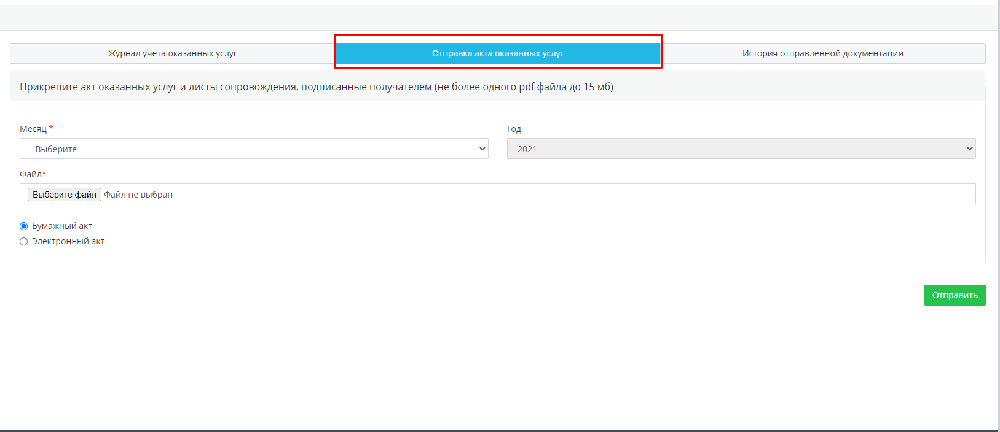 Журнал учета оказанных услуг
Отправка акта оказанных услуг
История отправленной документации
Прикрепите акт оказанных услуг и листы сопровождения, подписанные получателем (не более одного pdf файла до 15 мб)
Месяц *
Год
- Выберите -
2021
Файл*
Выберите файл Файл не выбран
Бумажный акт
Электронный акт
Отправить